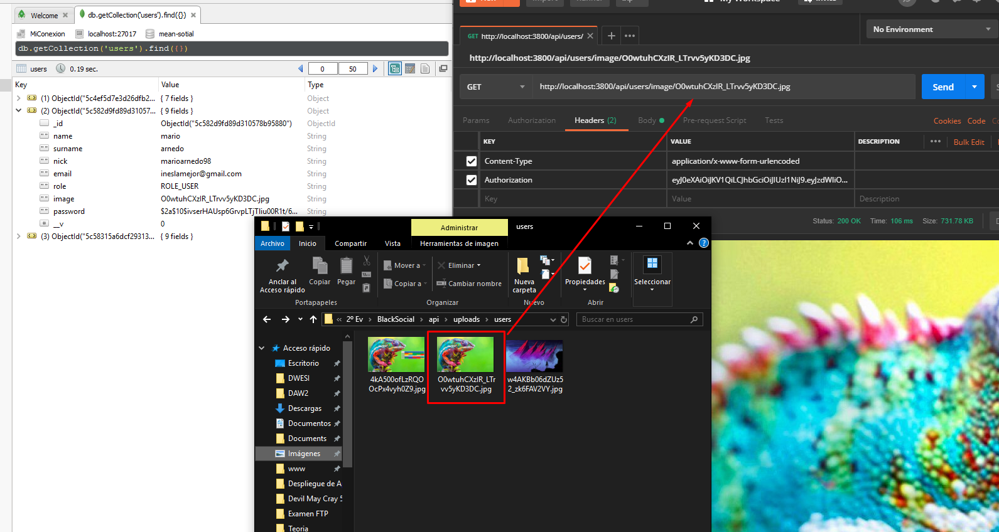 Welcome
db.getCollection('users').find({})
MiConexion localhost:27017 mean-sotial
db.getCollection('users').find({})
users 0.19 sec. 0 50
Key Value Type
(1) ObjectId("5c4ef5d7e3d26dfb2... { 7 fields } Object
(2) ObjectId("5c582d9fd89d31057... { 9 fields } Object
_id ObjectId("5c582d9fd89d310578b95880") ObjectId
name mario String
surname arnedo String
nick marioarnedo98 String
email ineslamejor@gmail.com String
role ROLE_USER String
image O0wtuhCXzIR_LTrvv5yKD3DC.jpg String
password $2a$10$ivserHAUsp6GrvpLTjTIiu00R1t/6... String
__v 0
(3) ObjectId("5c58315a6dcf29313... { 9 fields }
My Workspace
No Environment
GET http://localhost:3800/api/users/
http://localhost:3800/api/users/image/O0wtuhCXzIR_LTrvv5yKD3DC.jpg
GET http://localhost:3800/api/users/image/O0wtuhCXzIR_LTrvv5yKD3DC.jpg Send
Params Authorization Headers (2) Body Pre-request Script Tests Cookies Code
KEY VALUE DESCRIPTION Bulk Edit
Content-Type application/x-www-form-urlencoded
Authorization eyJ0eXAiOiJKV1QiLCJhbGciOiJIUzI1NiJ9.eyJzdWIiO...
Key Value Description
Status: 200 OK Time: 106 ms Size: 731.78 KB
Administrar users
Archivo Inicio Compartir Vista Herramientas de imagen
Anclar al
Acceso rápido
Copiar
Pegar
Portapapeles
Mover a
Copiar a
Eliminar
Cambiar nombre
Organizar
Nueva
carpeta
Nuevo
Propiedades
Abrir
Seleccionar
« 2º Ev > BlackSocial > api > uploads > users
Buscar en users
Acceso rápido
Escritorio
DWESI
DAW2
Descargas
Documentos
Documents
Imágenes
www
Despliegue de A
Devil May Cray 5
Examen FTP
Teoria
4kA500ofLzRQO
OcPx4vyh0Z9.jpg
O0wtuhCXzIR_LTr
vv5yKD3DC.jpg
w4AKBb06dZUz5
2_zk6FAV2VY.jpg